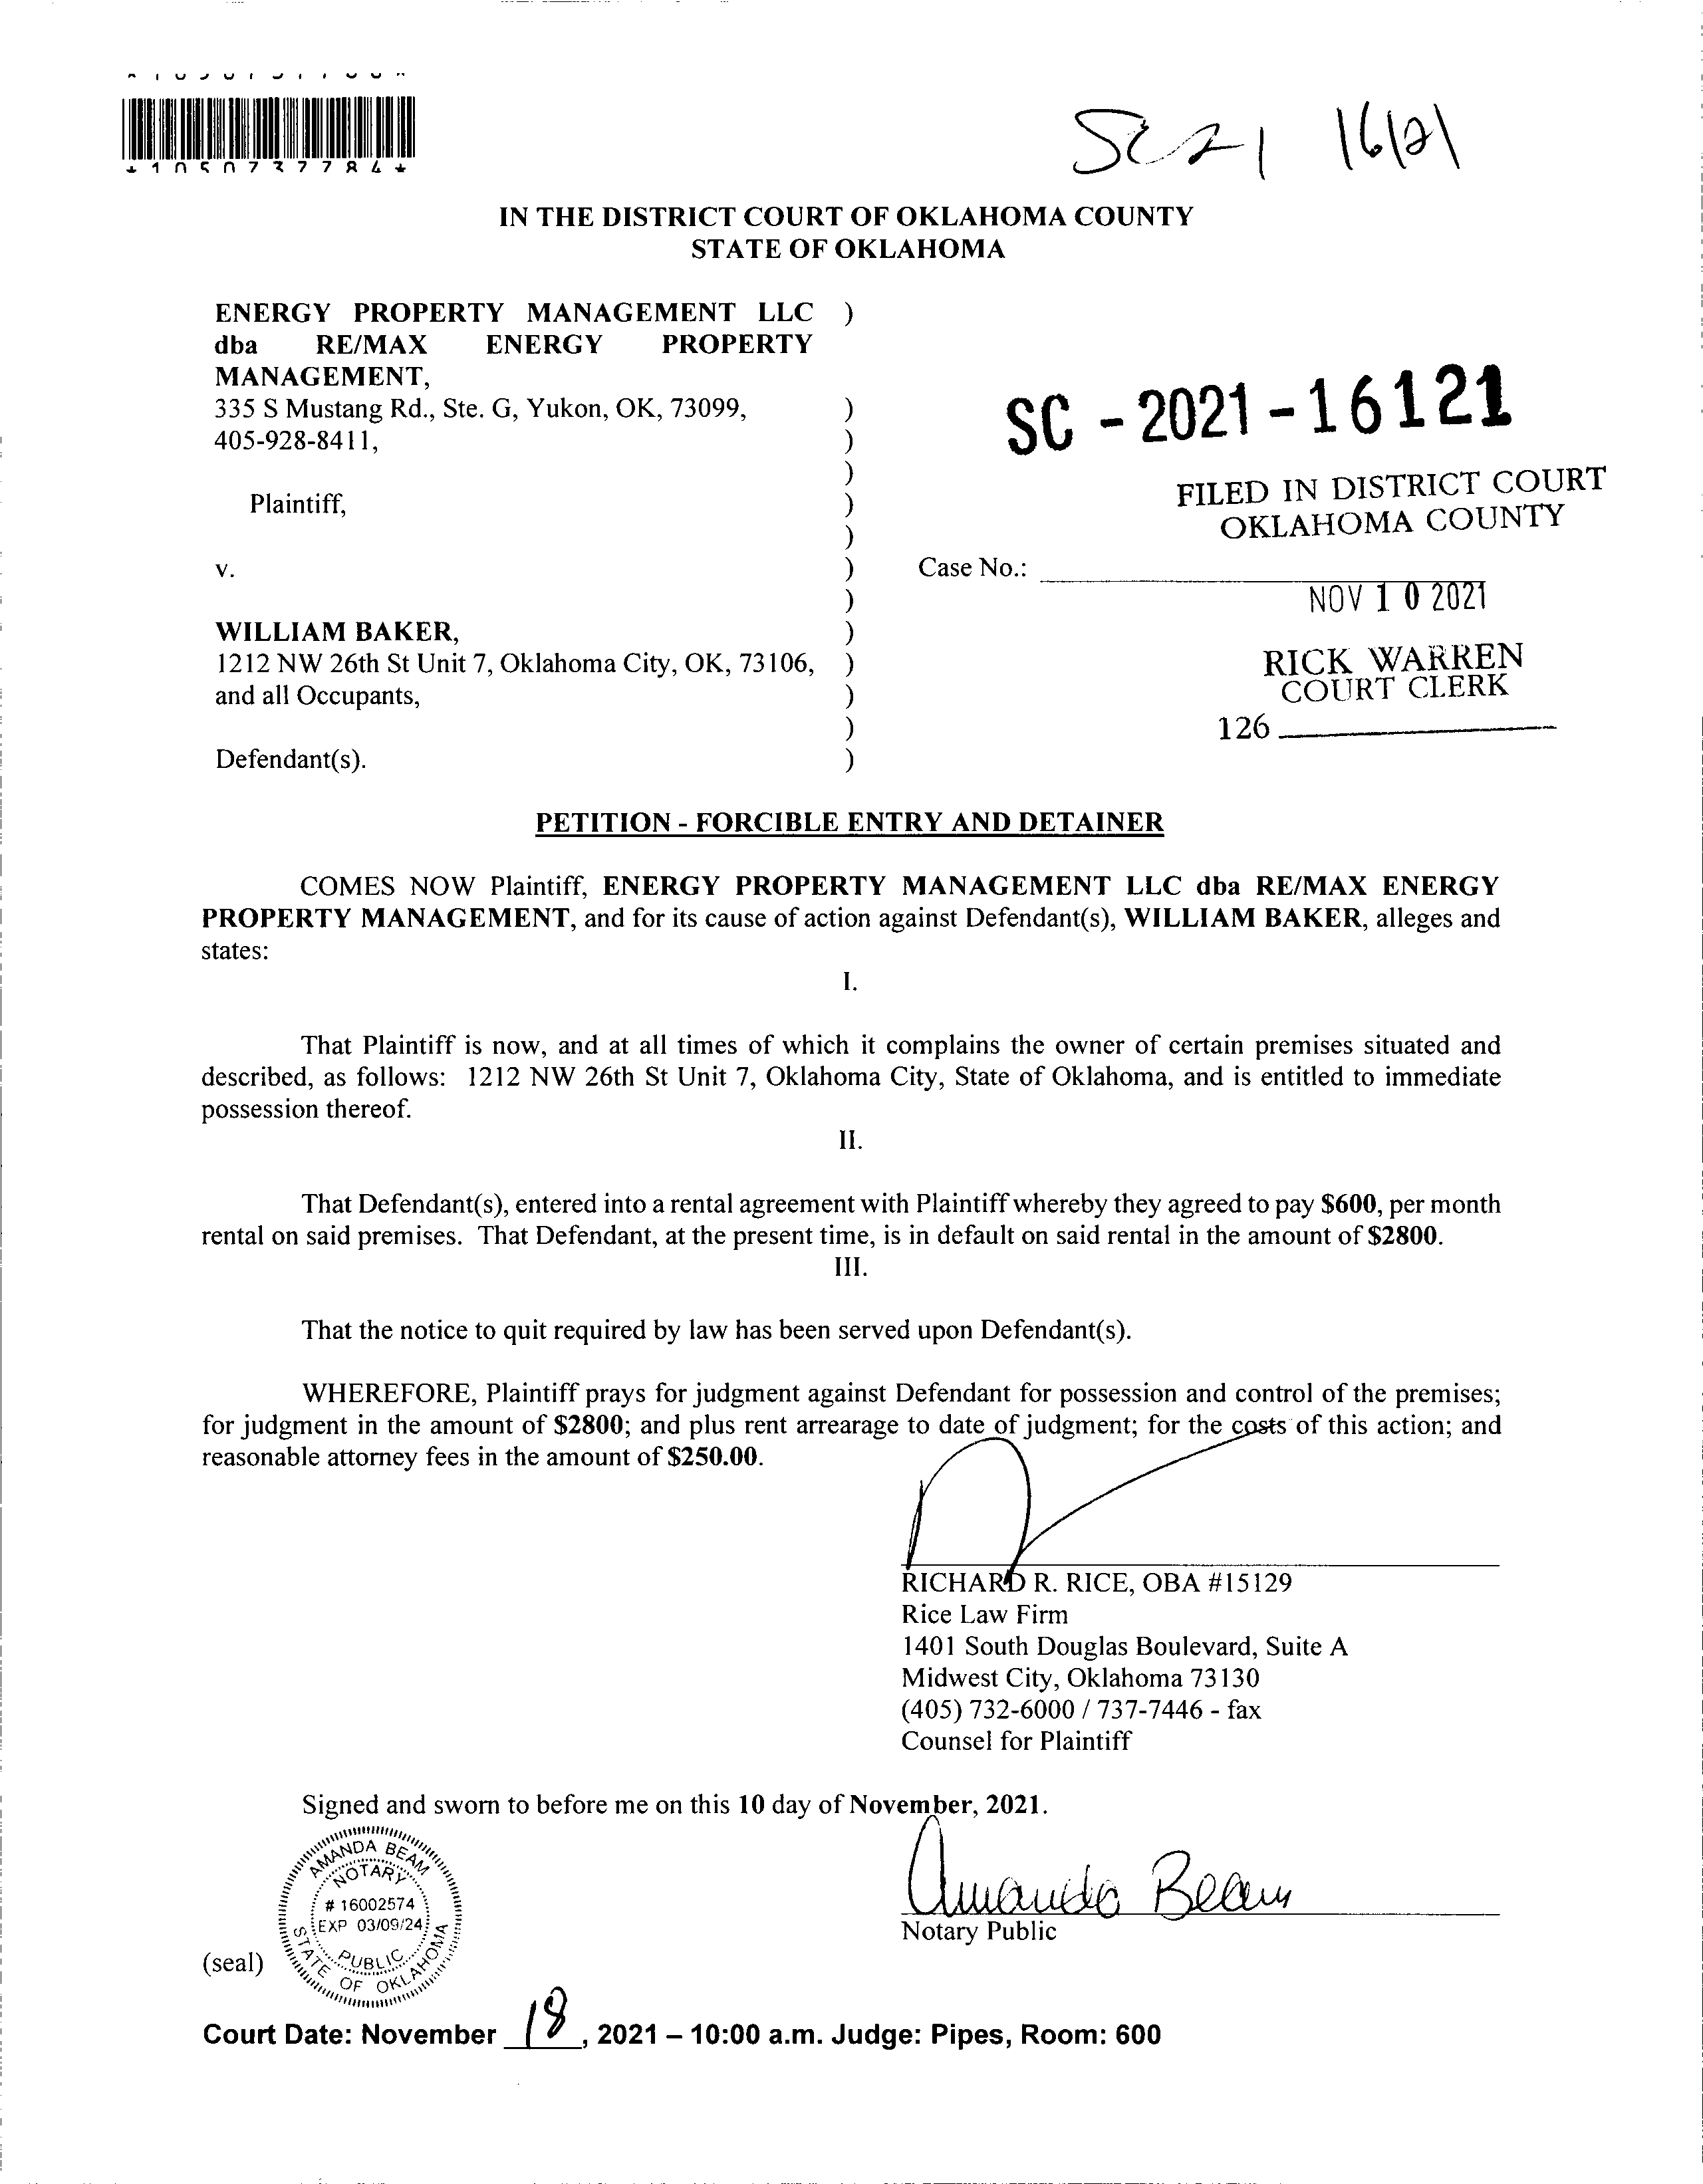 *1050737784*
SC21 16121
IN THE DISTRICT COURT OF OKLAHOMA COUNTY
STATE OF OKLAHOMA
ENERGY PROPERTY MANAGEMENT LLC )
dba RE/MAX ENERGY PROPERTY
MANAGEMENT,
335 S Mustang Rd., Ste. G, Yukon, OK, 73099, )
405-928-8411, )
)
Plaintiff, )
)
v. )
)
WILLIAM BAKER, )
1212 NW 26th St Unit 7, Oklahoma City, OK, 73106, )
and all Occupants, )
)
Defendant(s). )
SC - 2021 - 16121
FILED IN DISTRICT COURT
OKLAHOMA COUNTY
Case No.:
NOV 10 2021
RICK WARREN
COURT CLERK
126
PETITION - FORCIBLE ENTRY AND DETAINER
COMES NOW Plaintiff, ENERGY PROPERTY MANAGEMENT LLC dba RE/MAX ENERGY
PROPERTY MANAGEMENT, and for its cause of action against Defendant(s), WILLIAM BAKER, alleges and
states:
I.
That Plaintiff is now, and at all times of which it complains the owner of certain premises situated and
described, as follows: 1212 NW 26th St Unit 7, Oklahoma City, State of Oklahoma, and is entitled to immediate
possession thereof.
II.
That Defendant(s), entered into a rental agreement with Plaintiff whereby they agreed to pay $600, per month
rental on said premises. That Defendant, at the present time, is in default on said rental in the amount of $2800.
III.
That the notice to quit required by law has been served upon Defendant(s).
WHEREFORE, Plaintiff prays for judgment against Defendant for possession and control of the premises;
for judgment in the amount of $2800; and plus rent arrearage to date of judgment; for the costs of this action; and
reasonable attorney fees in the amount of $250.00.
RICHARD R. RICE, OBA #15129
Rice Law Firm
1401 South Douglas Boulevard, Suite A
Midwest City, Oklahoma 73130
(405) 732-6000 / 737-7446 - fax
Counsel for Plaintiff
Signed and sworn to before me on this 10 day of November, 2021.
AMANDA BEAM
NOTARY
# 16002574
EXP 03/09/24
PUBLIC
STATE OF OKLAHOMA
Amanda Beam
Notary Public
(seal)
Court Date: November 18, 2021 – 10:00 a.m. Judge: Pipes, Room: 600